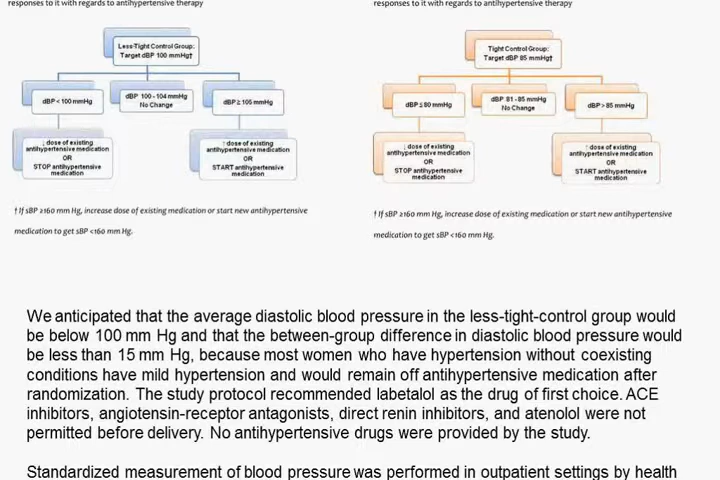 responses to it with regards to antihypertensive therapy
Less-Tight Control Group:
Target dBP 100 mmHg†
dBP < 100 mmHg
dBP 100 - 104 mmHg
No Change
dBP ≥ 105 mmHg
↓ dose of existing
antihypertensive medication
OR
STOP antihypertensive
medication
↑ dose of existing
antihypertensive medication
OR
START antihypertensive
medication
† If sBP ≥160 mm Hg, increase dose of existing medication or start new antihypertensive
medication to get sBP <160 mm Hg.
responses to it with regards to antihypertensive therapy
Tight Control Group:
Target dBP 85 mmHg†
dBP ≤ 80 mmHg
dBP 81 - 85 mmHg
No Change
dBP > 85 mmHg
↓ dose of existing
antihypertensive medication
OR
STOP antihypertensive
medication
↑ dose of existing
antihypertensive medication
OR
START antihypertensive
medication
† If sBP ≥160 mm Hg, increase dose of existing medication or start new antihypertensive
medication to get sBP <160 mm Hg.
We anticipated that the average diastolic blood pressure in the less-tight-control group would
be below 100 mm Hg and that the between-group difference in diastolic blood pressure would
be less than 15 mm Hg, because most women who have hypertension without coexisting
conditions have mild hypertension and would remain off antihypertensive medication after
randomization. The study protocol recommended labetalol as the drug of first choice. ACE
inhibitors, angiotensin-receptor antagonists, direct renin inhibitors, and atenolol were not
permitted before delivery. No antihypertensive drugs were provided by the study.
Standardized measurement of blood pressure was performed in outpatient settings by health